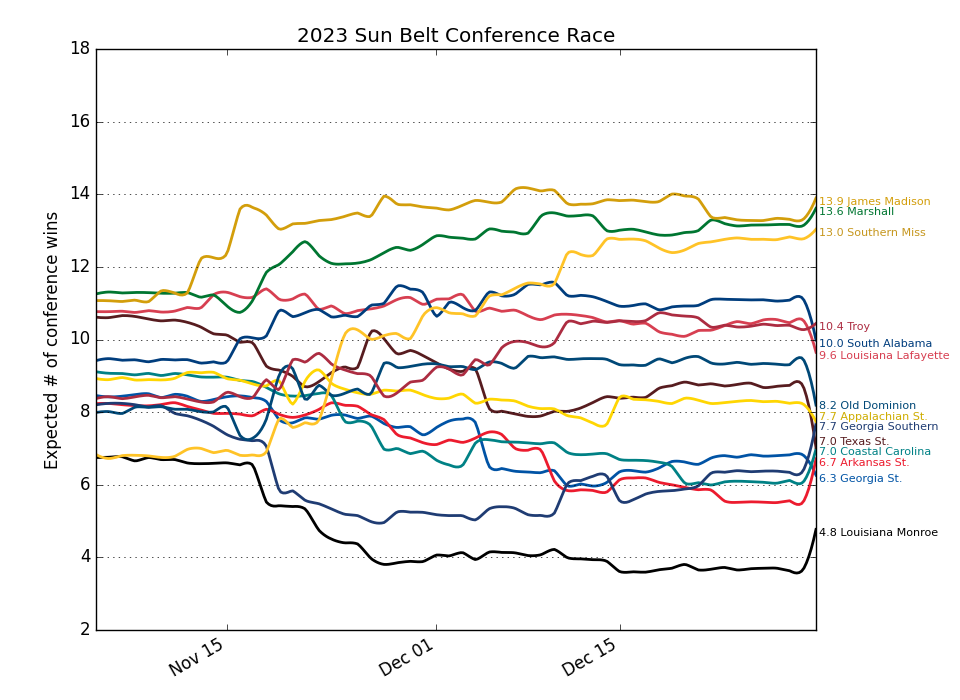 2023 Sun Belt Conference Race
Expected # of conference wins
18
16
14
12
10
8
6
4
2
Nov 15
Dec 01
Dec 15
13.9 James Madison
13.6 Marshall
13.0 Southern Miss
10.4 Troy
10.0 South Alabama
9.6 Louisiana Lafayette
8.2 Old Dominion
7.7 Appalachian St.
7.7 Georgia Southern
7.0 Texas St.
7.0 Coastal Carolina
6.7 Arkansas St.
6.3 Georgia St.
4.8 Louisiana Monroe